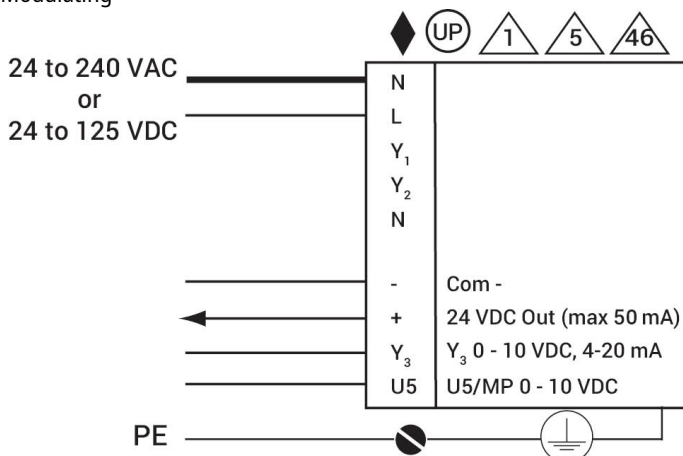 Modulating
UP 1 5 46
24 to 240 VAC
or
24 to 125 VDC
N
L
Y₁
Y₂
N
- Com -
+ 24 VDC Out (max 50 mA)
Y₃ Y₃ 0 - 10 VDC, 4-20 mA
U5 U5/MP 0 - 10 VDC
PE